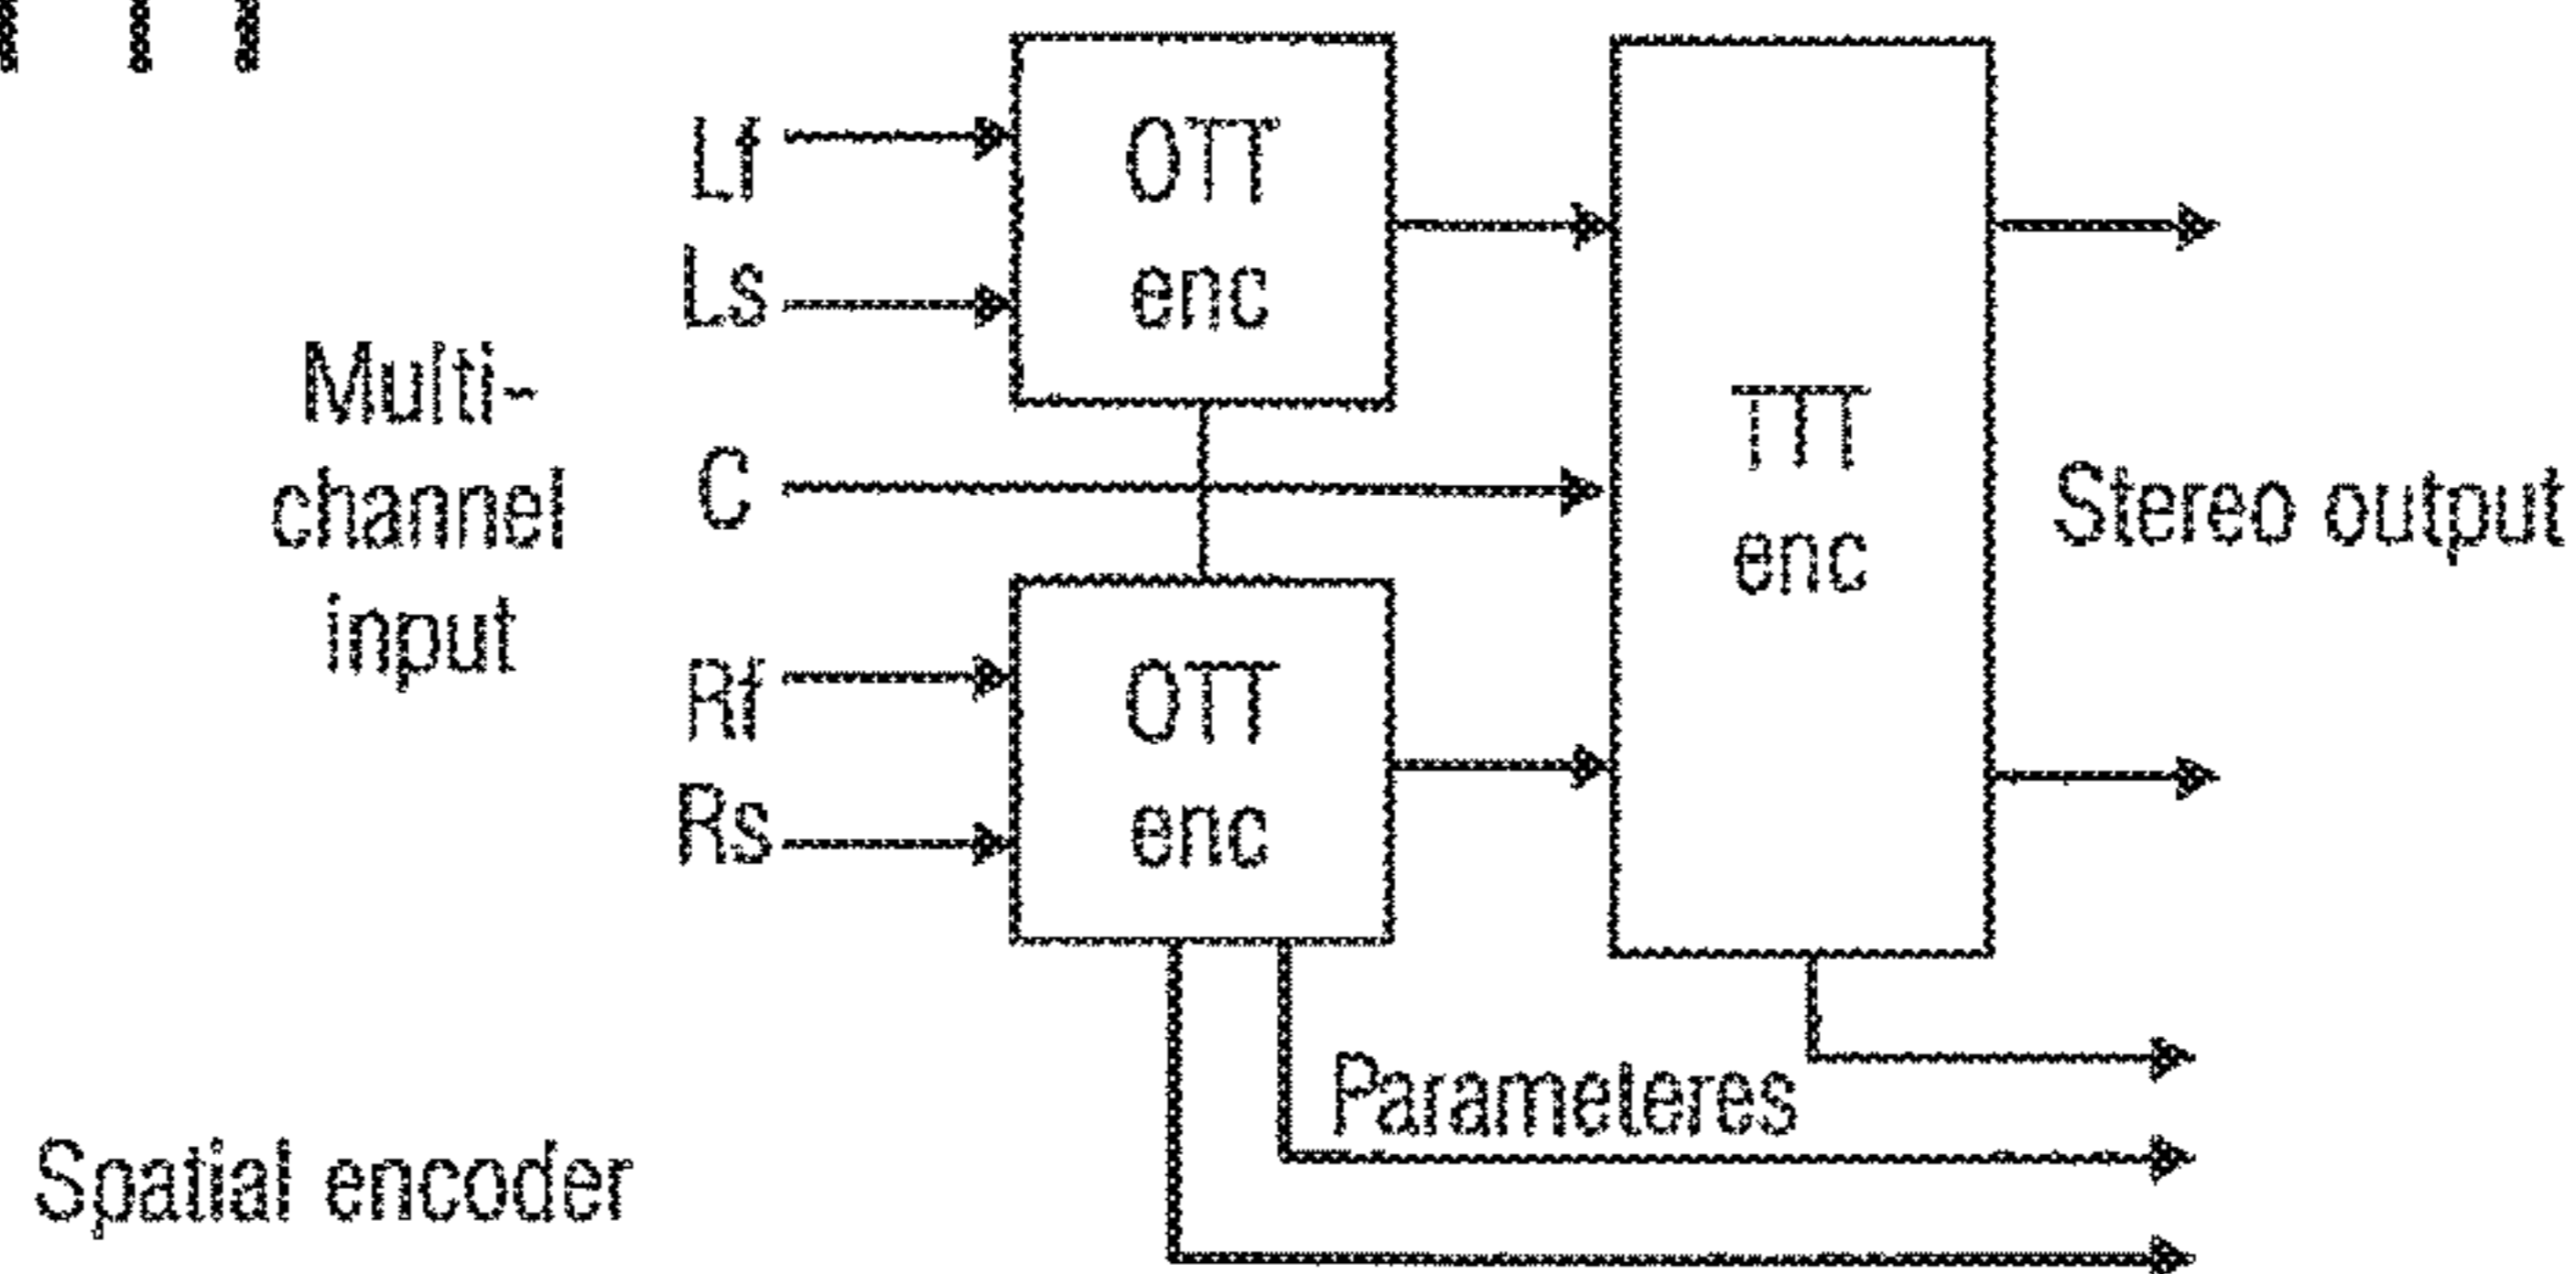 Lf
OTT
enc
Ls
Multi-
channel
input
C
TTT
enc
Stereo output
Rf
OTT
enc
Rs
Parameteres
Spatial encoder